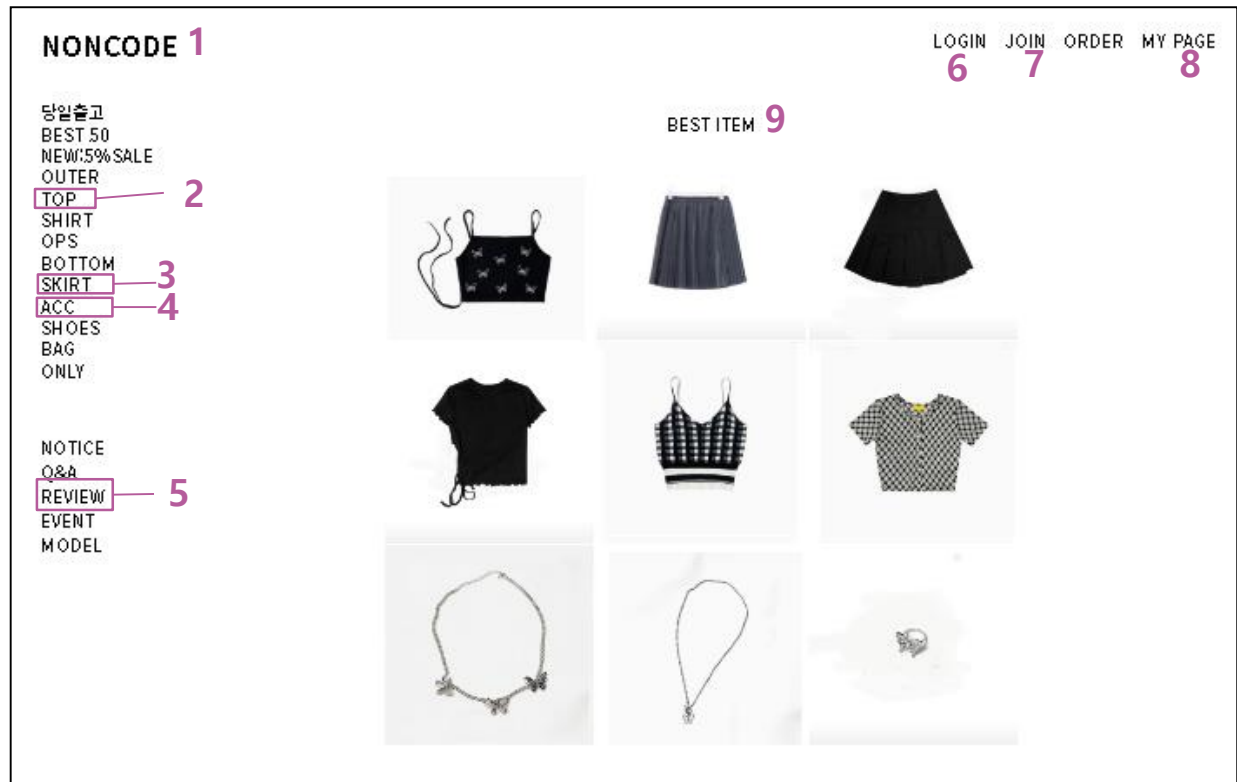 NONCODE 1
LOGIN JOIN ORDER MY PAGE
6 7 8
당일출고
BEST 50
NEW:5% SALE
OUTER
TOP 2
SHIRT
OPS
BOTTOM
SKIRT 3
ACC 4
SHOES
BAG
ONLY
NOTICE
Q&A
REVIEW 5
EVENT
MODEL
BEST ITEM 9